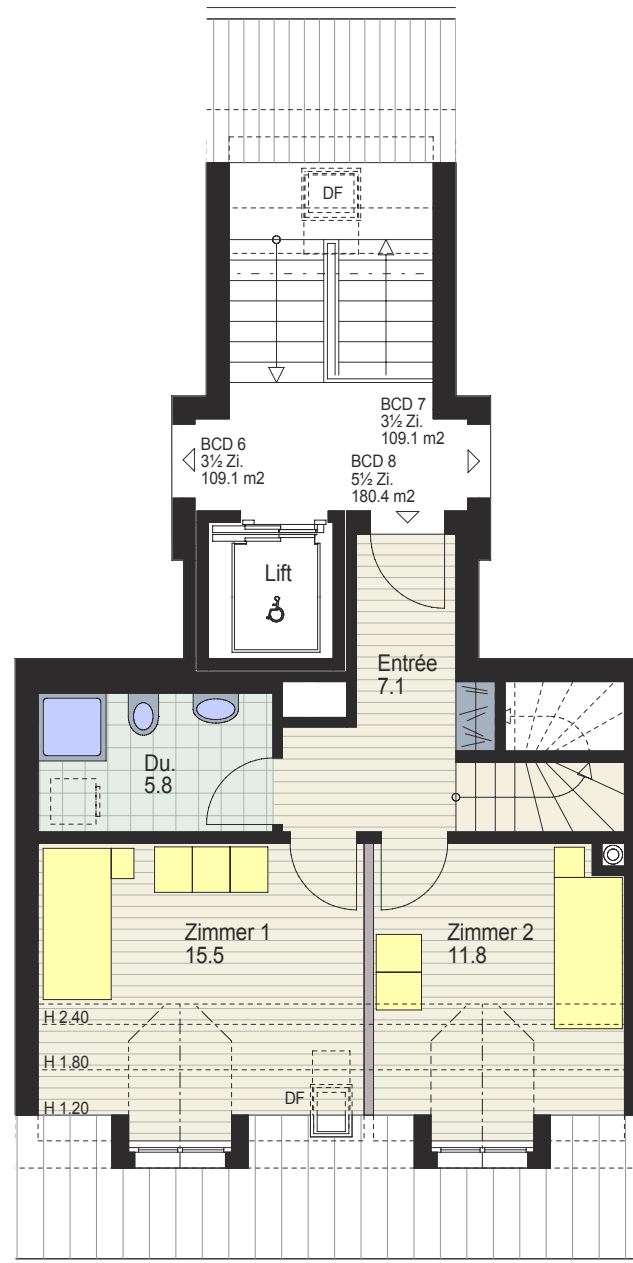 DF
BCD 7
3½ Zi.
109.1 m2
BCD 6
3½ Zi.
109.1 m2
BCD 8
5½ Zi.
180.4 m2
Lift
Entrée
7.1
Du.
5.8
Zimmer 1
15.5
Zimmer 2
11.8
H 2.40
H 1.80
DF
H 1.20